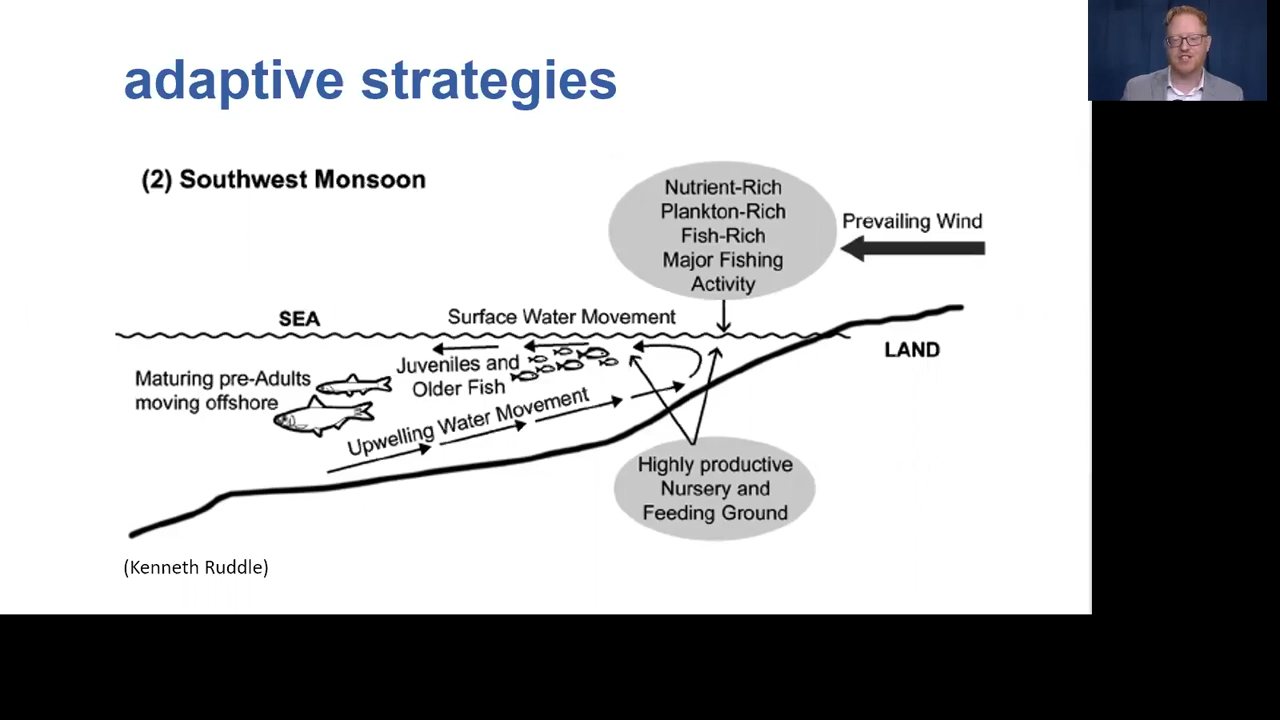 adaptive strategies
(2) Southwest Monsoon
Nutrient-Rich
Plankton-Rich
Fish-Rich
Major Fishing
Activity
Prevailing Wind
SEA
Surface Water Movement
LAND
Juveniles and
Older Fish
Maturing pre-Adults
moving offshore
Upwelling Water Movement
Highly productive
Nursery and
Feeding Ground
(Kenneth Ruddle)